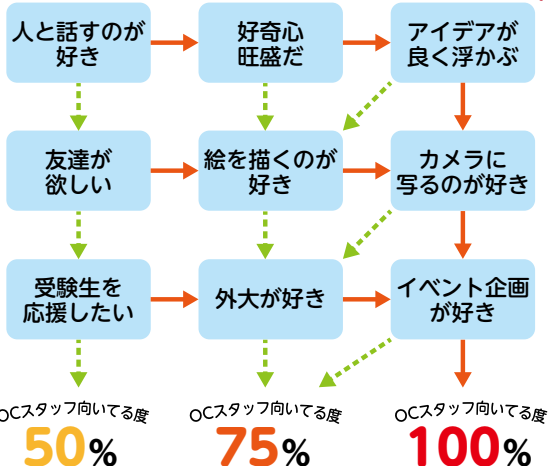 人と話すのが
好き
好奇心
旺盛だ
アイデアが
良く浮かぶ
友達が
欲しい
絵を描くのが
好き
カメラに
写るのが好き
受験生を
応援したい
外大が好き
イベント企画
が好き
OCスタッフ向いてる度
50%
OCスタッフ向いてる度
75%
OCスタッフ向いてる度
100%